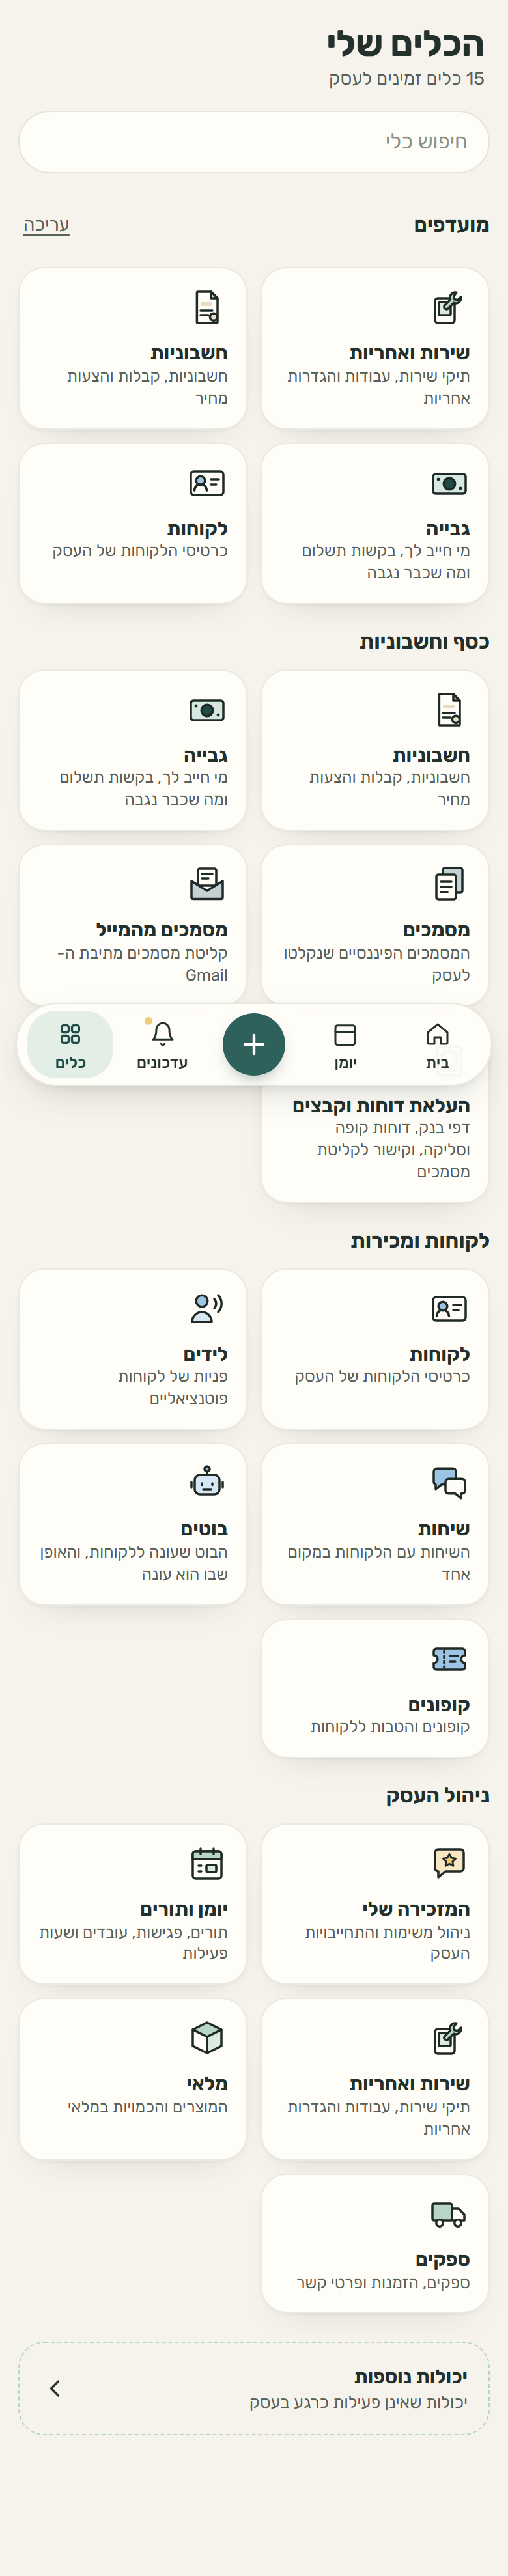 הכלים שלי
15 כלים זמינים לעסק
חיפוש כלי
מועדפים
עריכה
שירות ואחריות
תיקי שירות, עבודות והגדרות
אחריות
חשבוניות
חשבוניות, קבלות והצעות
מחיר
גבייה
מי חייב לך, בקשות תשלום
ומה שכבר נגבה
לקוחות
כרטיסי הלקוחות של העסק
כסף וחשבוניות
חשבוניות
חשבוניות, קבלות והצעות
מחיר
גבייה
מי חייב לך, בקשות תשלום
ומה שכבר נגבה
מסמכים
המסמכים הפיננסיים שנקלטו
לעסק
מסמכים מהמייל
קליטת מסמכים מתיבת ה-
Gmail
בית
יומן
עדכונים
כלים
העלאת דוחות וקבצים
דפי בנק, דוחות קופה
וסליקה, וקישור לקליטת
מסמכים
לקוחות ומכירות
לקוחות
כרטיסי הלקוחות של העסק
לידים
פניות של לקוחות
פוטנציאליים
שיחות
השיחות עם הלקוחות במקום
אחד
בוטים
הבוט שעונה ללקוחות, והאופן
שבו הוא עונה
קופונים
קופונים והטבות ללקוחות
ניהול העסק
המזכירה שלי
ניהול משימות והתחייבויות
העסק
יומן ותורים
תורים, פגישות, עובדים ושעות
פעילות
שירות ואחריות
תיקי שירות, עבודות והגדרות
אחריות
מלאי
המוצרים והכמויות במלאי
ספקים
ספקים, הזמנות ופרטי קשר
יכולות נוספות
יכולות שאינן פעילות כרגע בעסק